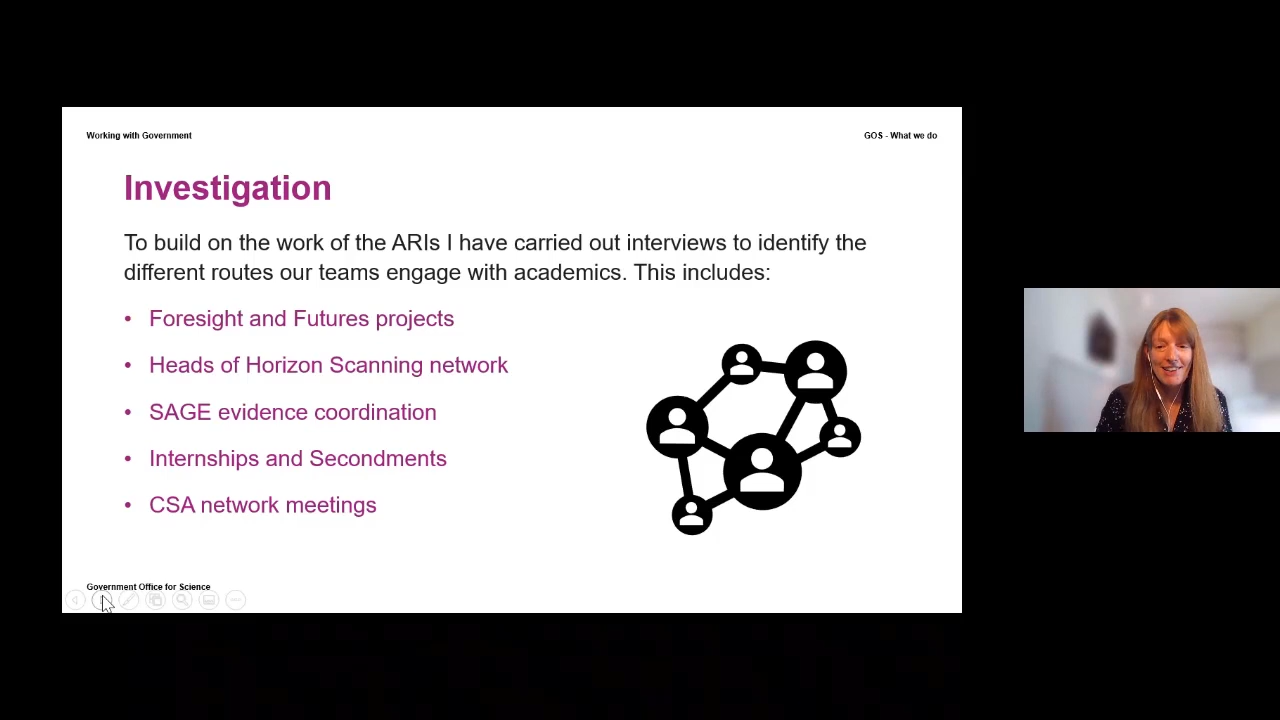 Working with Government
GOS - What we do
Investigation
To build on the work of the ARIs I have carried out interviews to identify the
different routes our teams engage with academics. This includes:
• Foresight and Futures projects
• Heads of Horizon Scanning network
• SAGE evidence coordination
• Internships and Secondments
• CSA network meetings
Government Office for Science